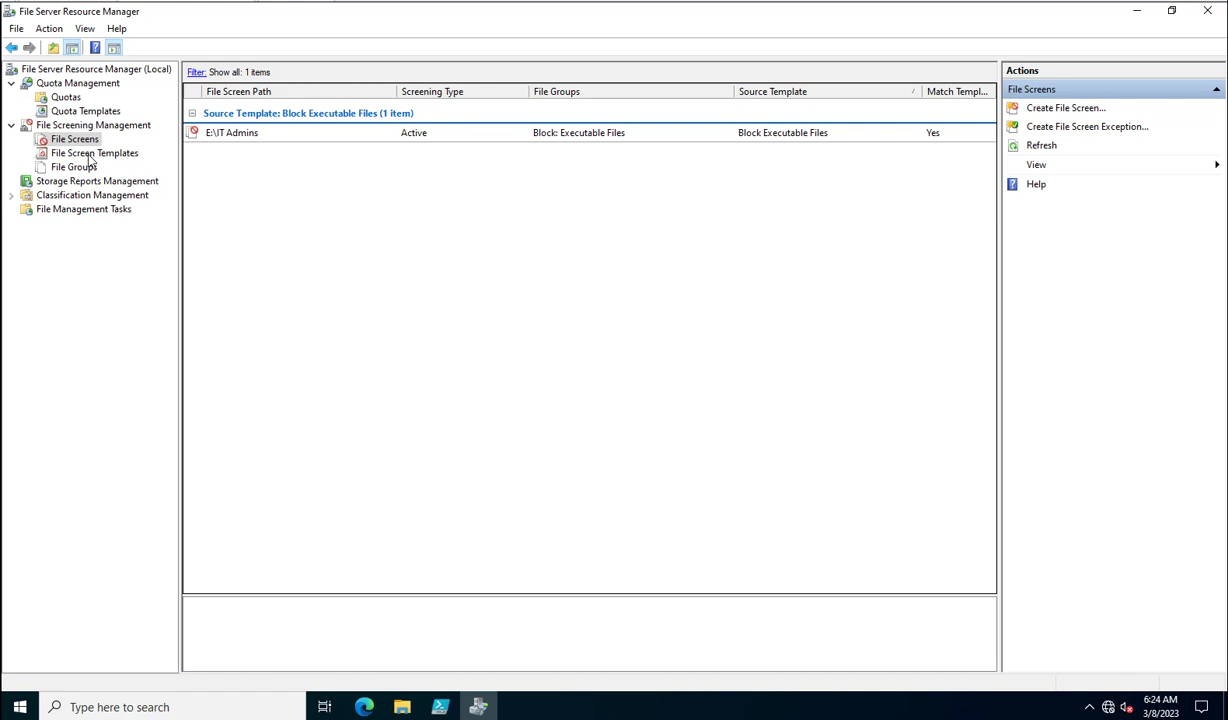 File Server Resource Manager
File Action View Help
File Server Resource Manager (Local)
Quota Management
Quotas
Quota Templates
File Screening Management
File Screens
File Screen Templates
File Groups
Storage Reports Management
Classification Management
File Management Tasks
Filter: Show all: 1 items
File Screen Path Screening Type File Groups Source Template Match Templ...
Source Template: Block Executable Files (1 item)
E:\IT Admins Active Block: Executable Files Block Executable Files Yes
Actions
File Screens
Create File Screen...
Create File Screen Exception...
Refresh
View
Help
Type here to search
6:24 AM
3/8/2023